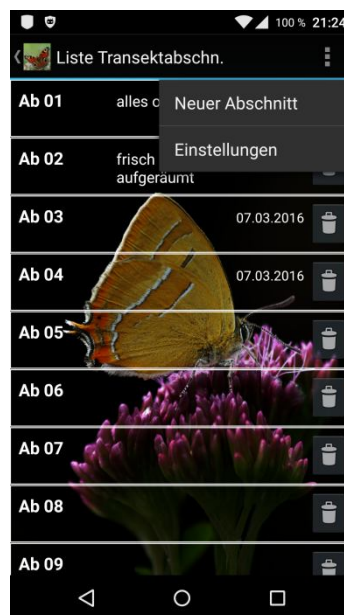 100 % 21:24
Liste Transektabschn.
Neuer Abschnitt
Einstellungen
Ab 01 alles
Ab 02 frisch
aufgeräumt
Ab 03 07.03.2016
Ab 04 07.03.2016
Ab 05
Ab 06
Ab 07
Ab 08
Ab 09